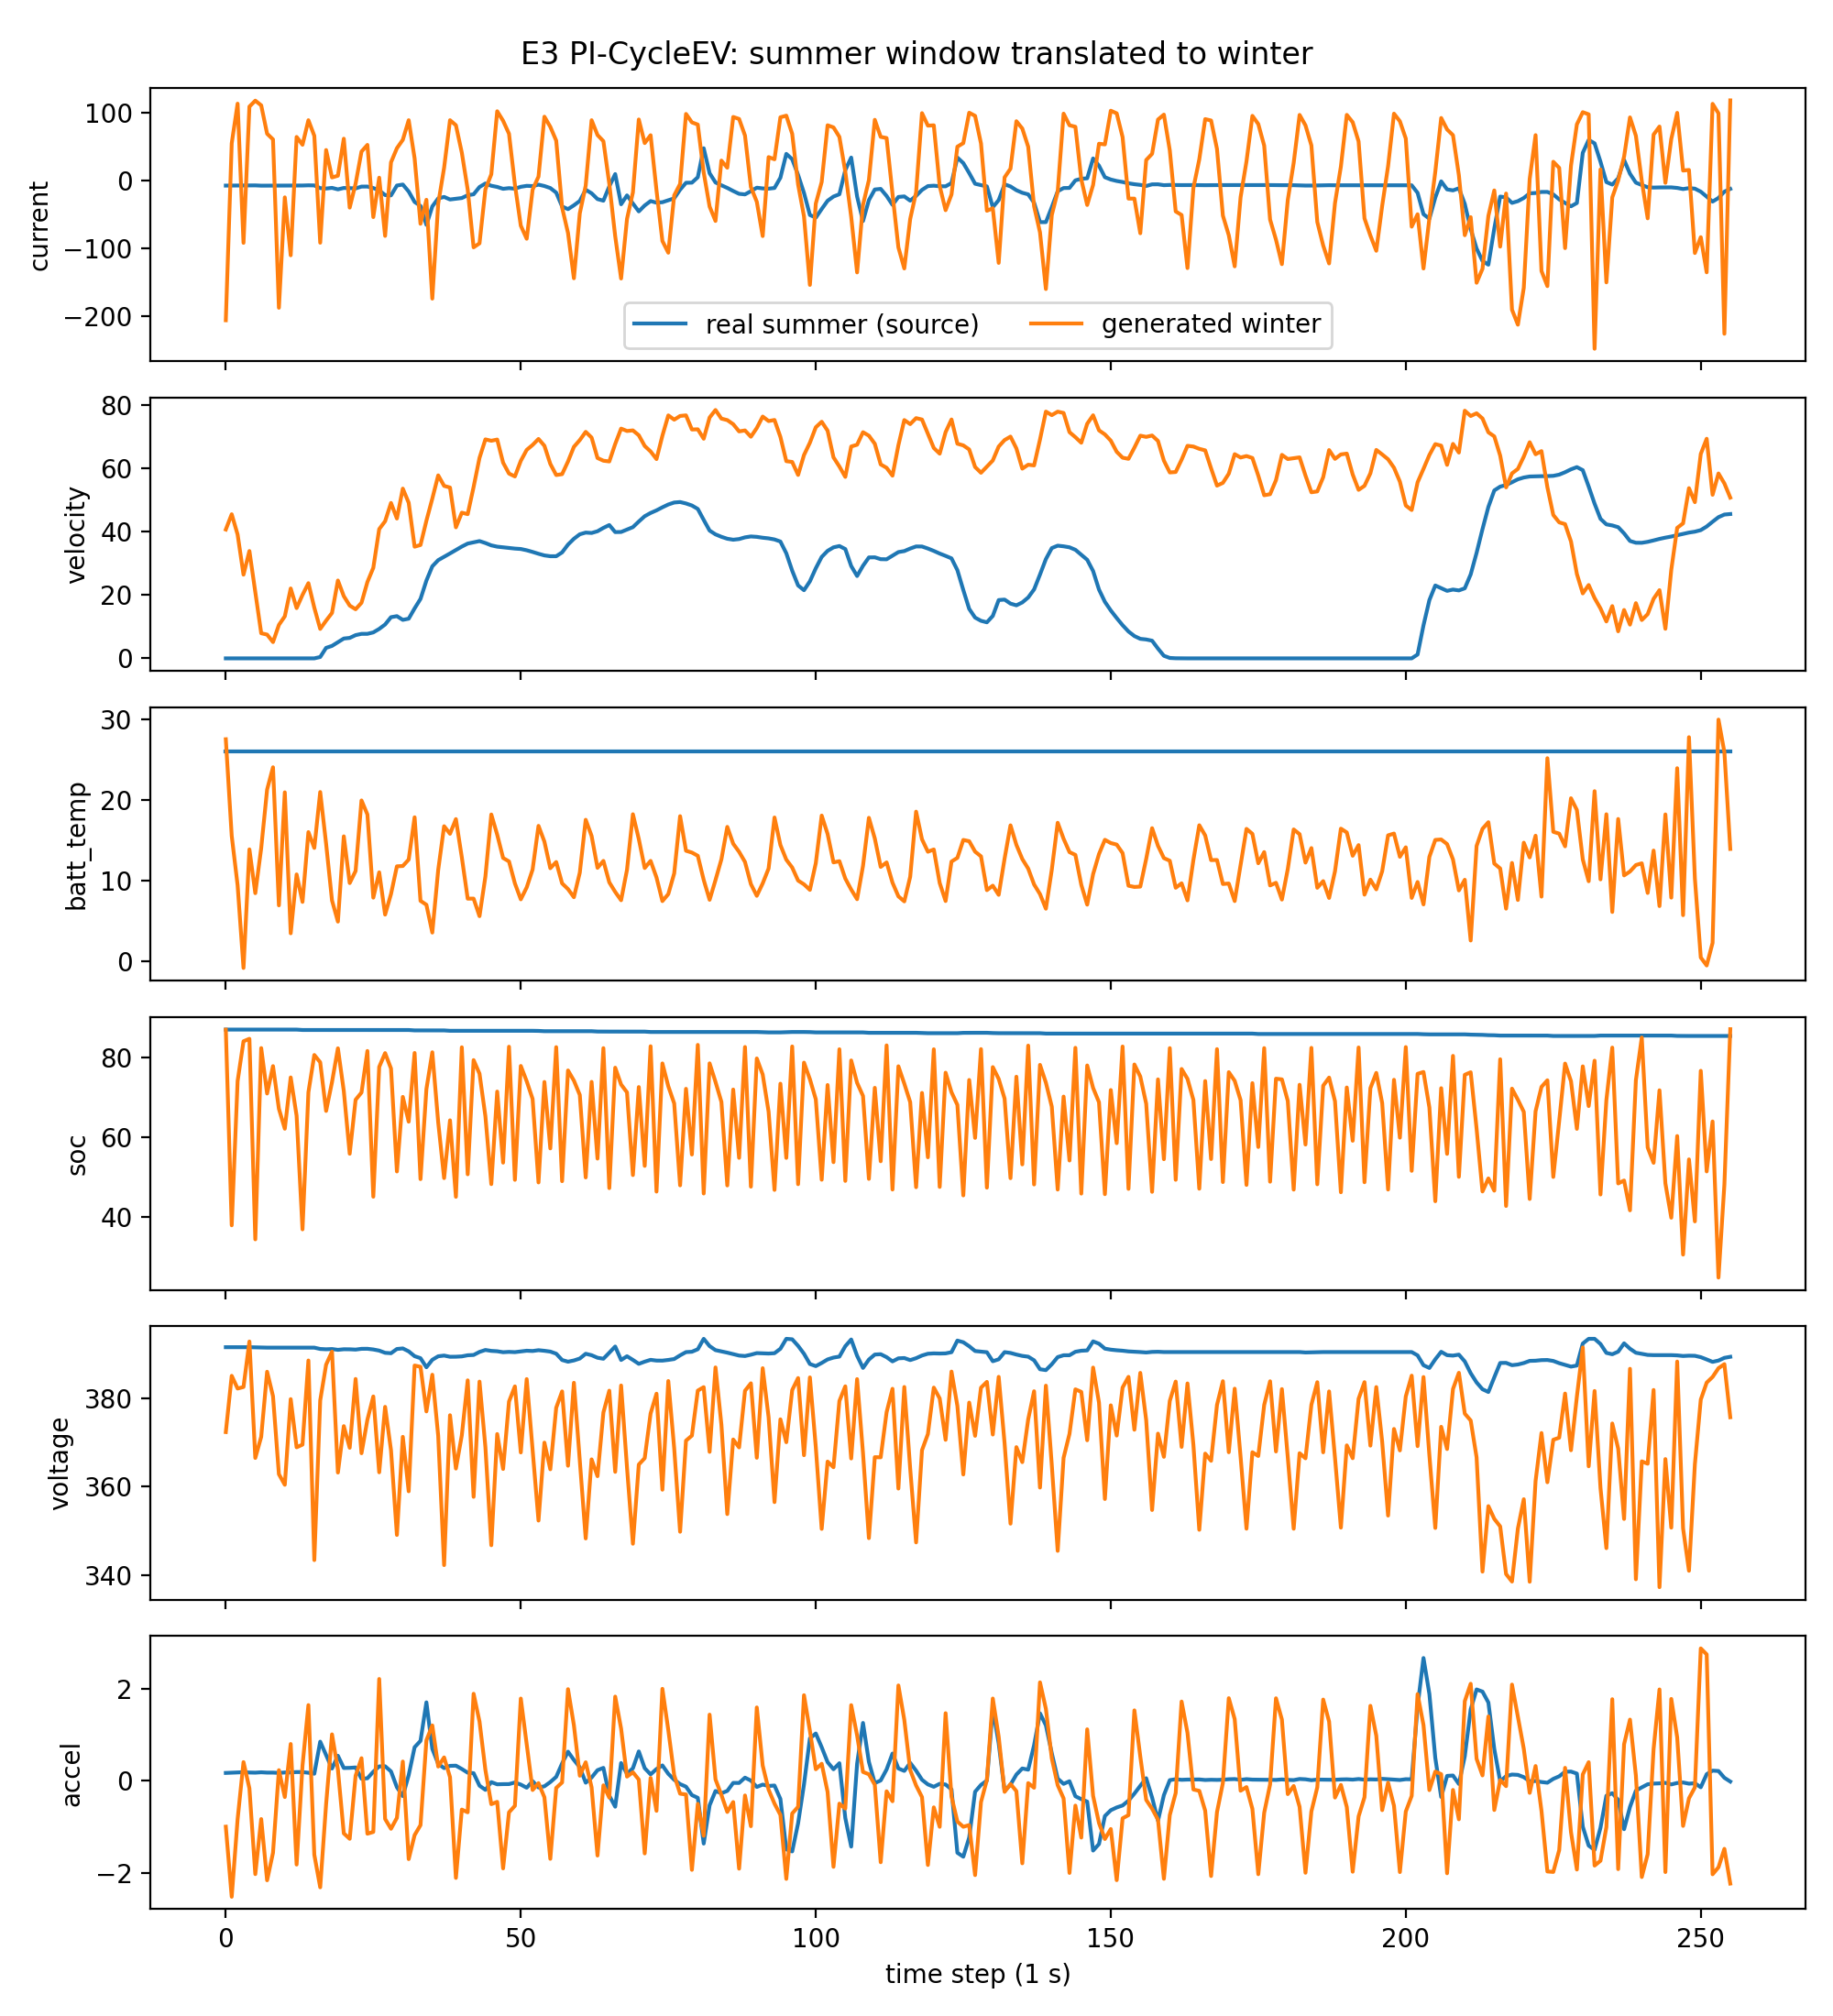 E3 PI-CycleEV: summer window translated to winter
100
0
−100
−200
current
real summer (source)
generated winter
80
60
40
20
0
velocity
30
20
10
0
batt_temp
80
60
40
soc
380
360
340
voltage
2
0
−2
accel
0 50 100 150 200 250
time step (1 s)